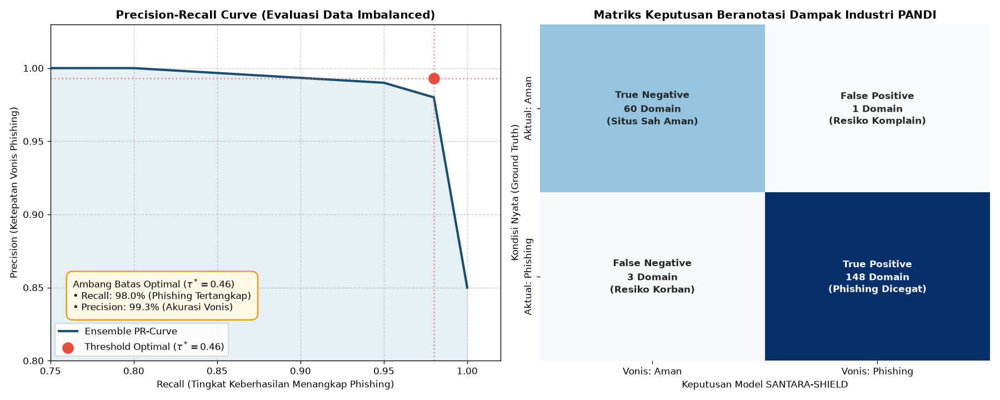 Precision-Recall Curve (Evaluasi Data Imbalanced)
Precision (Ketepatan Vonis Phishing)
1.00
0.95
0.90
0.85
0.80
Ambang Batas Optimal (τ* = 0.46)
• Recall: 98.0% (Phishing Tertangkap)
• Precision: 99.3% (Akurasi Vonis)
Ensemble PR-Curve
Threshold Optimal (τ* = 0.46)
0.75 0.80 0.85 0.90 0.95 1.00
Recall (Tingkat Keberhasilan Menangkap Phishing)
Matriks Keputusan Beranotasi Dampak Industri PANDI
Kondisi Nyata (Ground Truth)
Aktual: Aman
True Negative
60 Domain
(Situs Sah Aman)
False Positive
1 Domain
(Resiko Komplain)
Aktual: Phishing
False Negative
3 Domain
(Resiko Korban)
True Positive
148 Domain
(Phishing Dicegat)
Vonis: Aman
Vonis: Phishing
Keputusan Model SANTARA-SHIELD